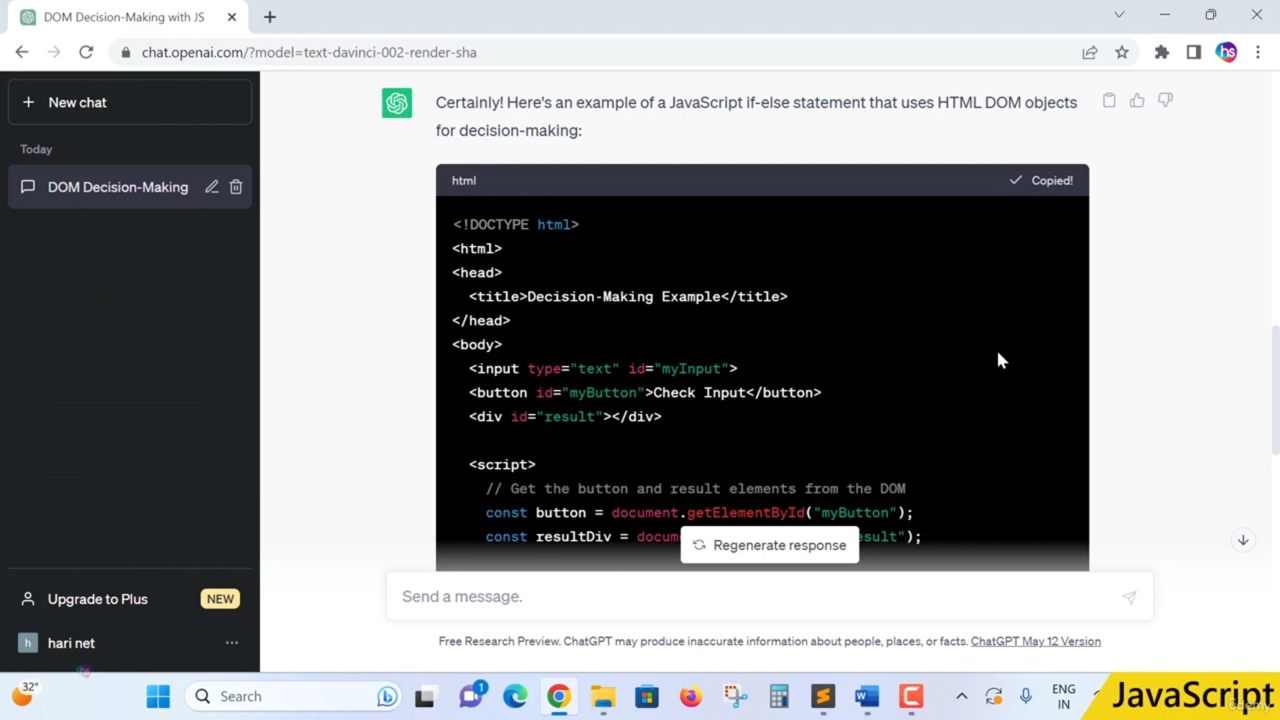 DOM Decision-Making with JS
chat.openai.com/?model=text-davinci-002-render-sha
hs
New chat
Today
DOM Decision-Making
Certainly! Here's an example of a JavaScript if-else statement that uses HTML DOM objects
for decision-making:
html
Copied!
<!DOCTYPE html>
<html>
<head>
<title>Decision-Making Example</title>
</head>
<body>
<input type="text" id="myInput">
<button id="myButton">Check Input</button>
<div id="result"></div>
<script>
// Get the button and result elements from the DOM
const button = document.getElementById("myButton");
const resultDiv = docum
esult");
Regenerate response
Send a message.
Free Research Preview. ChatGPT may produce inaccurate information about people, places, or facts. ChatGPT May 12 Version
Upgrade to Plus
NEW
h
hari net
32°
Search
1
ENG
IN
JavaScript
Udemy